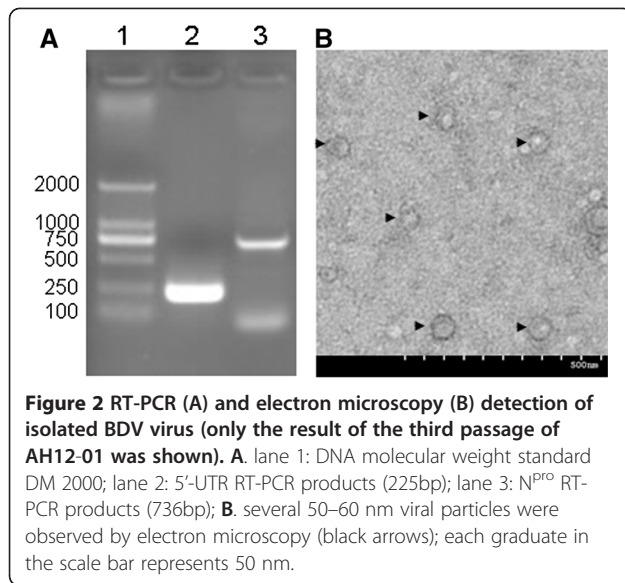 A
B
1 2 3
2000
1000
750
500
250
100
500nm
Figure 2 RT-PCR (A) and electron microscopy (B) detection of
isolated BDV virus (only the result of the third passage of
AH12-01 was shown). A. lane 1: DNA molecular weight standard
DM 2000; lane 2: 5’-UTR RT-PCR products (225bp); lane 3: Nᵖʳᵒ RT-
PCR products (736bp); B. several 50–60 nm viral particles were
observed by electron microscopy (black arrows); each graduate in
the scale bar represents 50 nm.